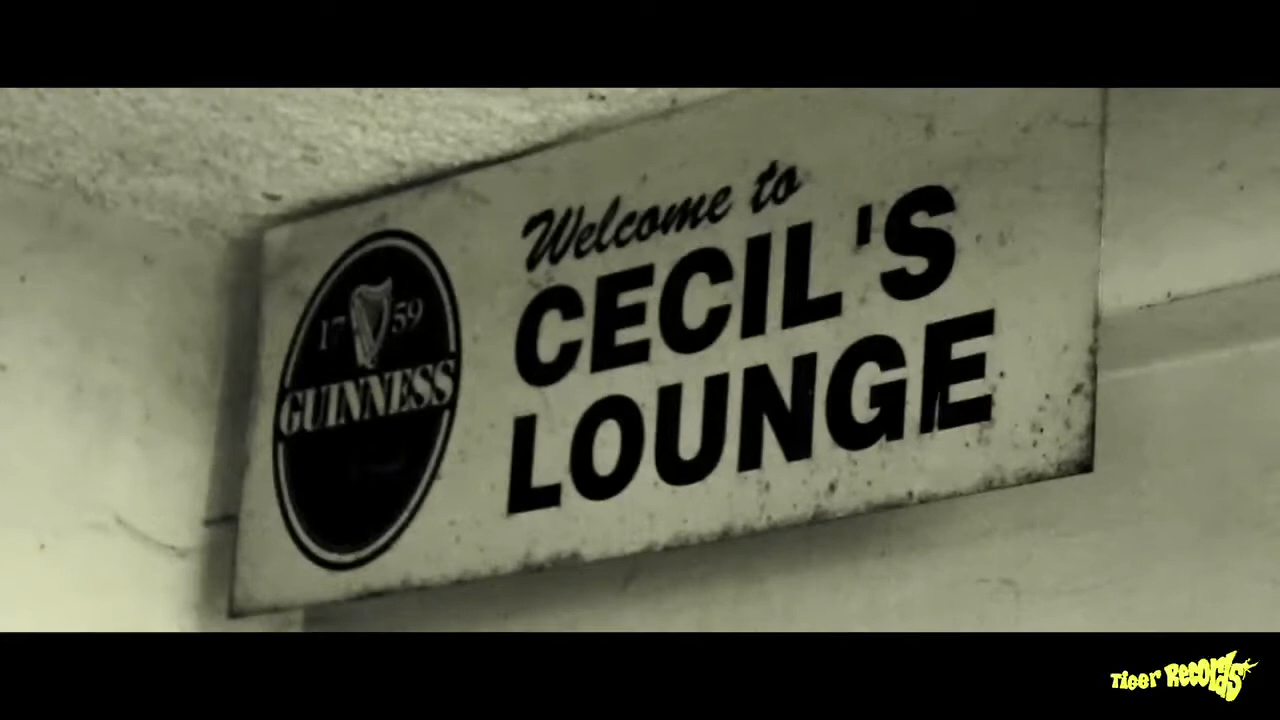 Welcome to
CECIL'S
LOUNGE
17 59
GUINNESS
Tiger Records